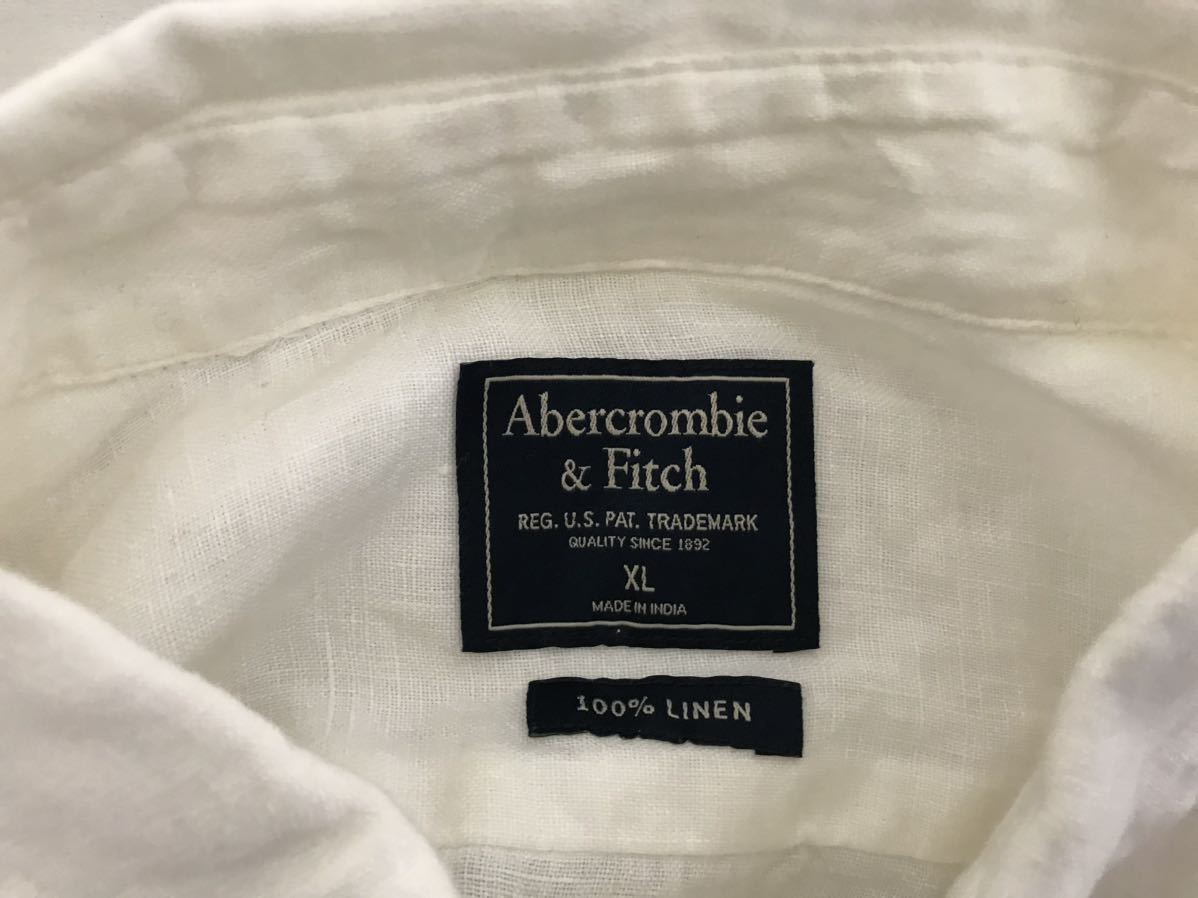 Abercrombie
& Fitch
REG. U.S. PAT. TRADEMARK
QUALITY SINCE 1892
XL
MADE IN INDIA
100% LINEN